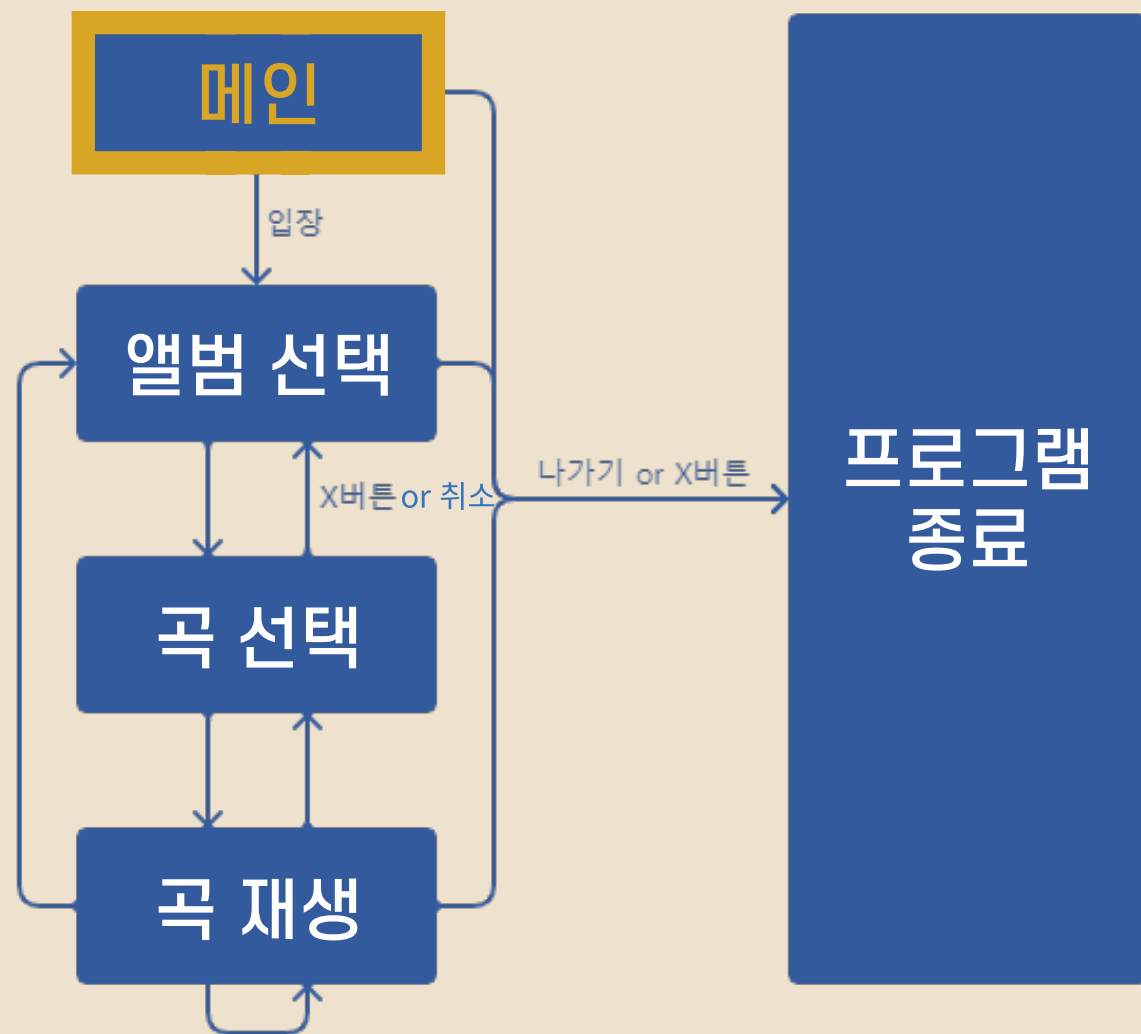 메인
입장
앨범 선택
X버튼 or 취소
나가기 or X버튼
프로그램
종료
곡 선택
곡 재생